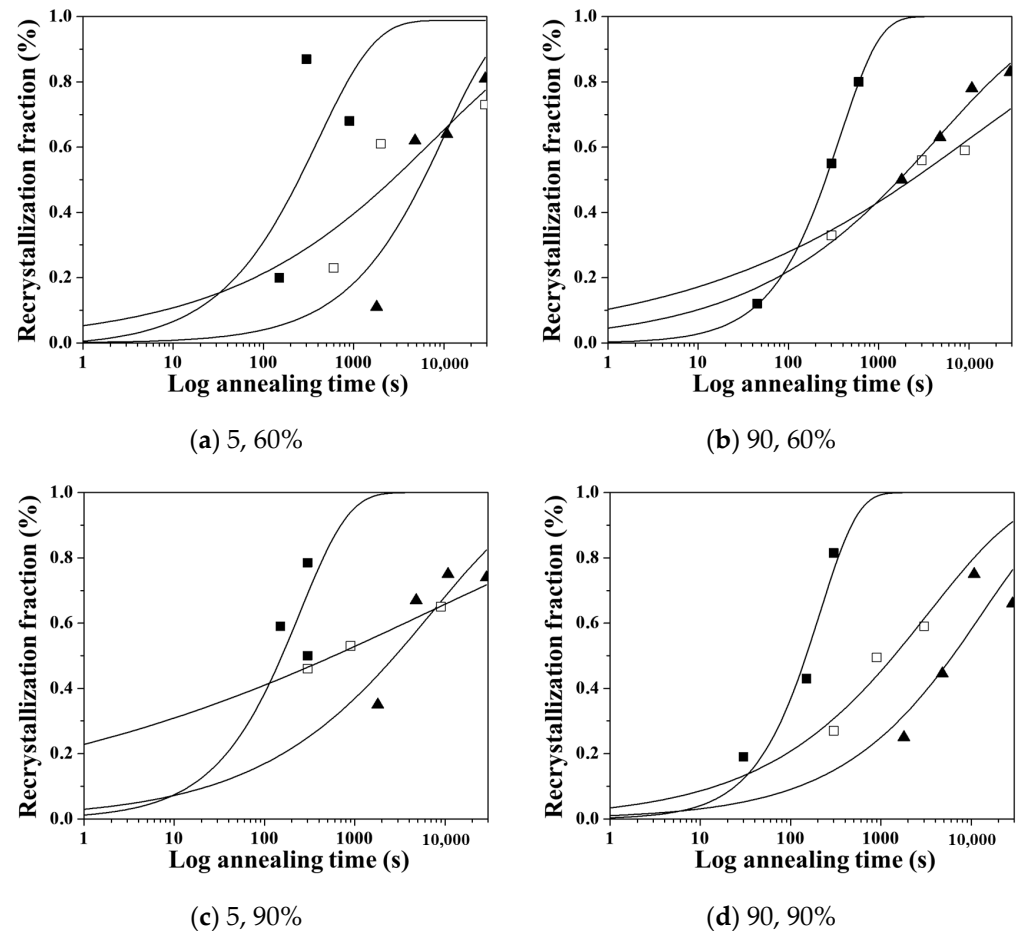 1.0
0.8
0.6
0.4
0.2
0.0
Recrystallization fraction (%)
1 10 100 1000 10,000
Log annealing time (s)
(a) 5, 60%
1.0
0.8
0.6
0.4
0.2
0.0
Recrystallization fraction (%)
1 10 100 1000 10,000
Log annealing time (s)
(b) 90, 60%
1.0
0.8
0.6
0.4
0.2
0.0
Recrystallization fraction (%)
1 10 100 1000 10,000
Log annealing time (s)
(c) 5, 90%
1.0
0.8
0.6
0.4
0.2
0.0
Recrystallization fraction (%)
1 10 100 1000 10,000
Log annealing time (s)
(d) 90, 90%